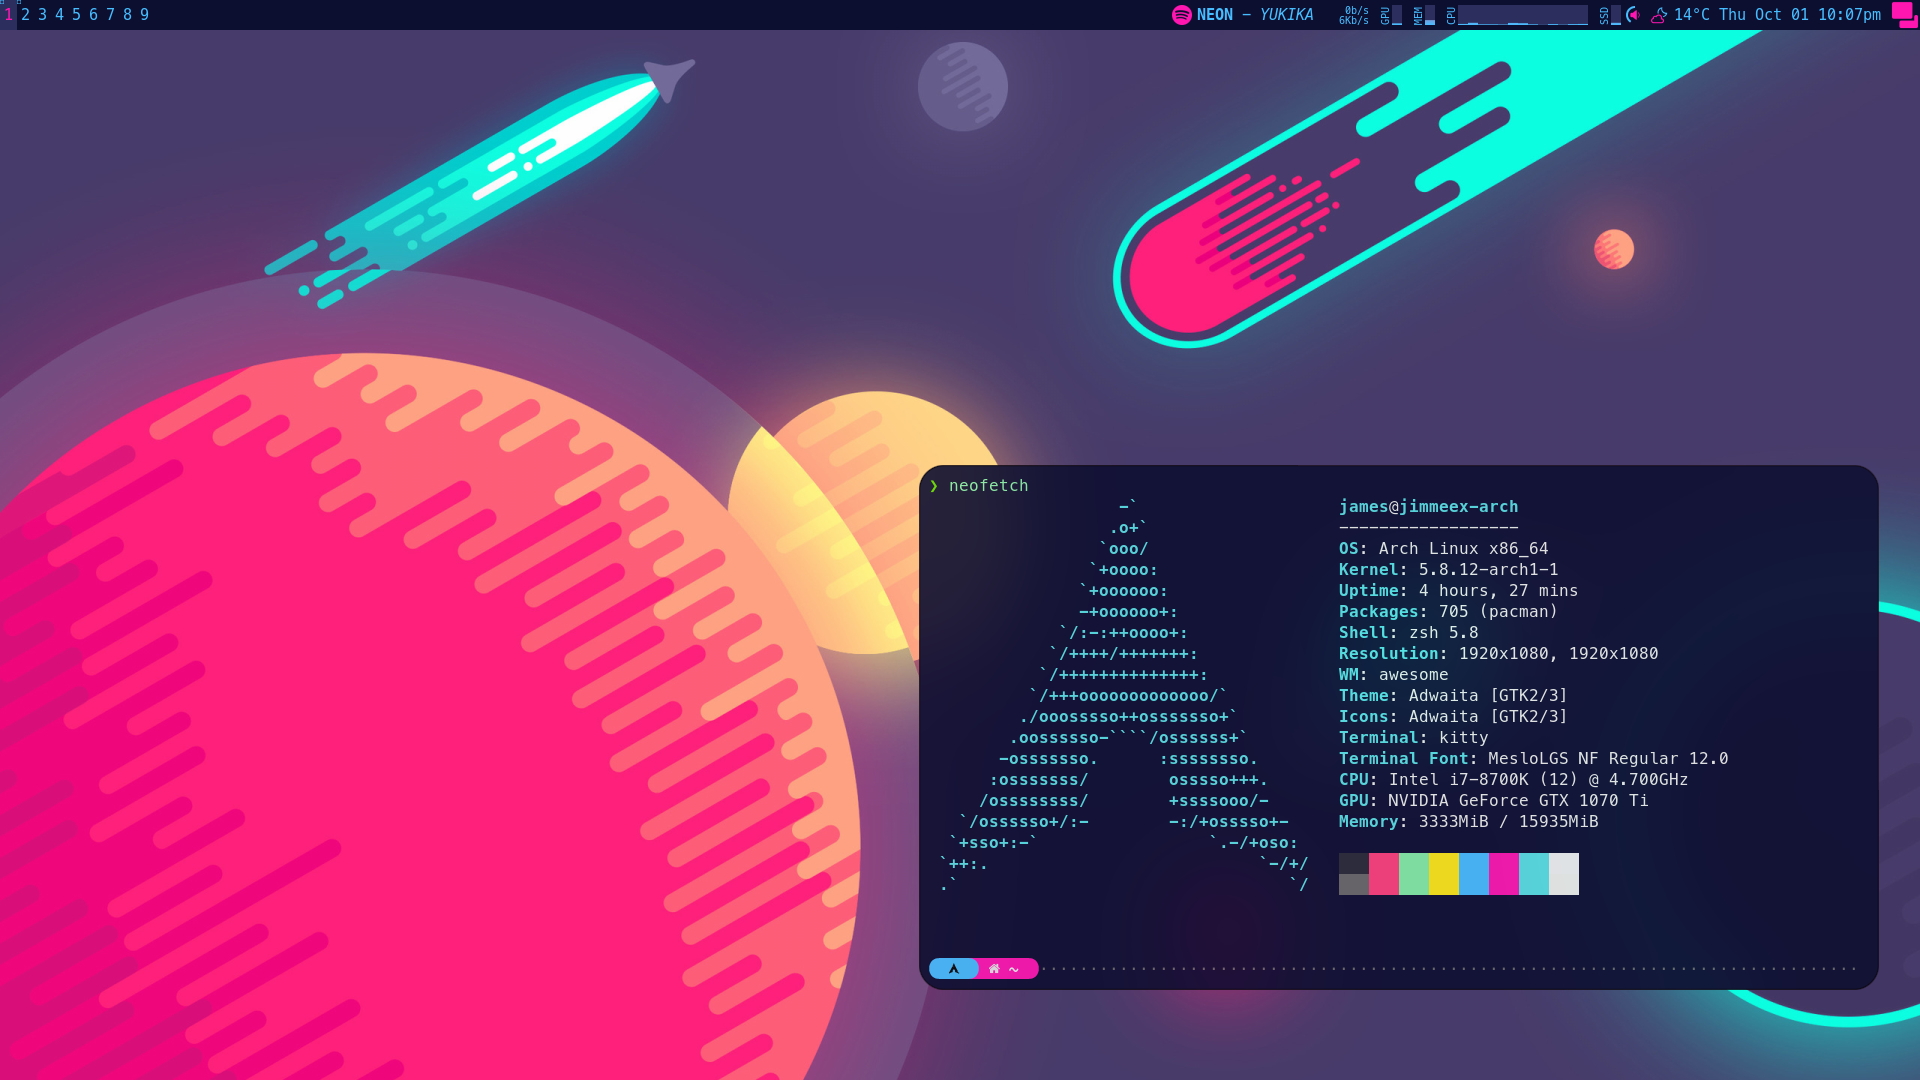 1 2 3 4 5 6 7 8 9
NEON – YUKIKA
0b/s
6Kb/s
GPU
MEM
CPU
SSD
14°C Thu Oct 01 10:07pm
❯ neofetch
-`
.o+`
`ooo/
`+oooo:
`+oooooo:
-+oooooo+:
`/:-:++oooo+:
`/++++/+++++++:
`/++++++++++++++:
`/+++ooooooooooooo/`
./ooosssso++osssssso+`
.oossssso-````/ossssss+`
-osssssso.      :ssssssso.
:osssssss/        osssso+++.
/ossssssss/        +ssssooo/-
`/ossssso+/:-        -:/+osssso+-
`+sso+:-`                 `.-/+oso:
`++:.                           `-/+/
.`                                 `/
james@jimmeex-arch
------------------
OS: Arch Linux x86_64
Kernel: 5.8.12-arch1-1
Uptime: 4 hours, 27 mins
Packages: 705 (pacman)
Shell: zsh 5.8
Resolution: 1920x1080, 1920x1080
WM: awesome
Theme: Adwaita [GTK2/3]
Icons: Adwaita [GTK2/3]
Terminal: kitty
Terminal Font: MesloLGS NF Regular 12.0
CPU: Intel i7-8700K (12) @ 4.700GHz
GPU: NVIDIA GeForce GTX 1070 Ti
Memory: 3333MiB / 15935MiB
~